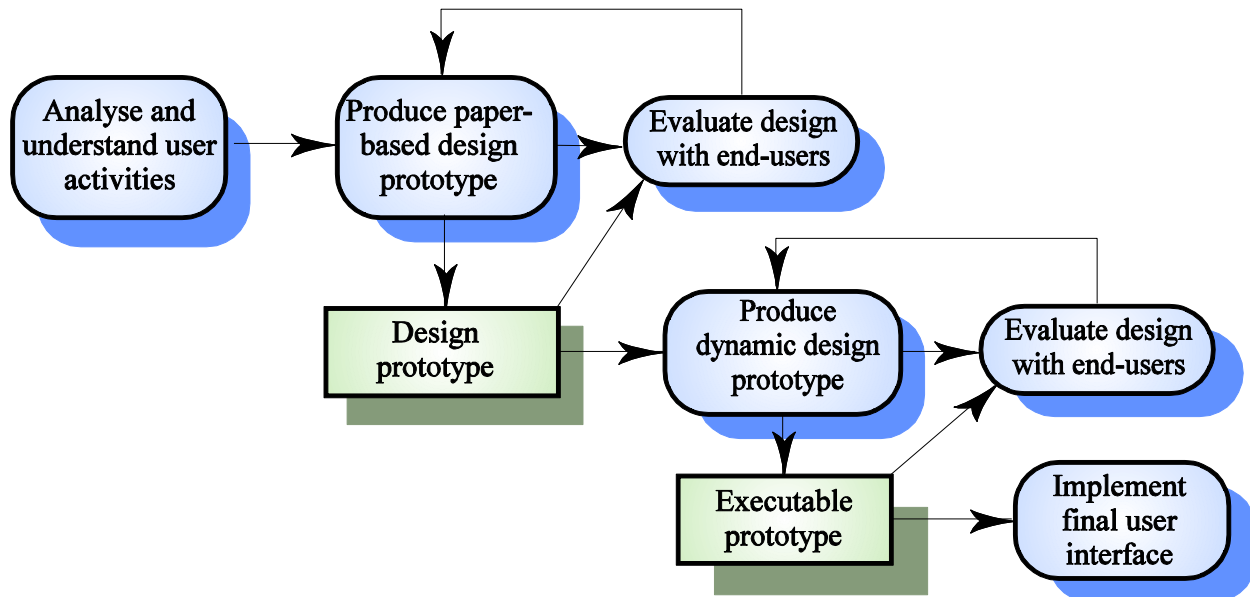 Analyse and
understand user
activities
Produce paper-
based design
prototype
Evaluate design
with end-users
Design
prototype
Produce
dynamic design
prototype
Evaluate design
with end-users
Executable
prototype
Implement
final user
interface